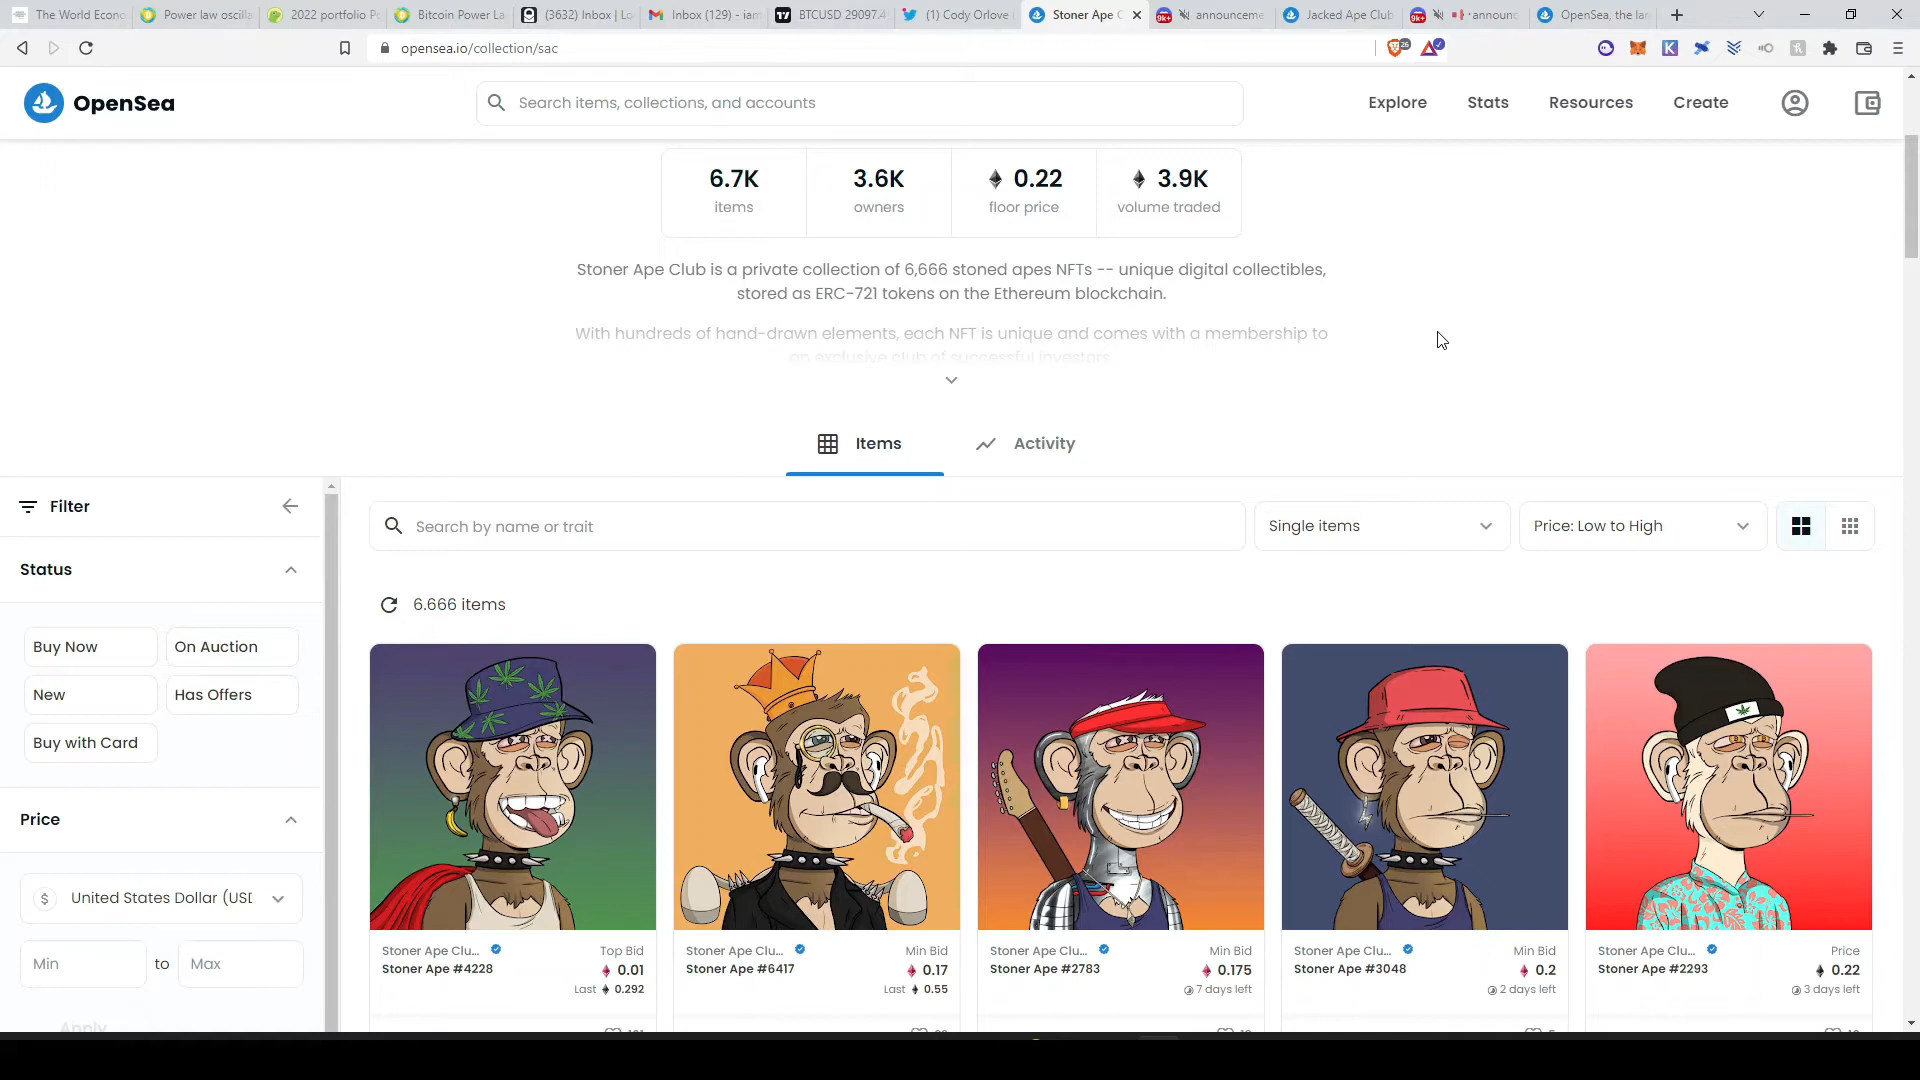 The World Econo
Power law oscilla
2022 portfolio Po
Bitcoin Power La
(3632) Inbox | Lo
Inbox (129) - iam
BTCUSD 29097.4
(1) Cody Orlove
Stoner Ape C
announceme
Jacked Ape Club
announc
OpenSea, the lar
opensea.io/collection/sac
26
OpenSea
Search items, collections, and accounts
Explore
Stats
Resources
Create
6.7K
3.6K
0.22
3.9K
items
owners
floor price
volume traded
Stoner Ape Club is a private collection of 6,666 stoned apes NFTs -- unique digital collectibles,
stored as ERC-721 tokens on the Ethereum blockchain.
With hundreds of hand-drawn elements, each NFT is unique and comes with a membership to
an exclusive club of successful investors
Items
Activity
Filter
Search by name or trait
Single items
Price: Low to High
Status
6.666 items
Buy Now
On Auction
New
Has Offers
Buy with Card
Price
$ United States Dollar (USD
Min
to
Max
Apply
Stoner Ape Clu...
Top Bid
Stoner Ape #4228
0.01
Last 0.292
Stoner Ape Clu...
Min Bid
Stoner Ape #6417
0.17
Last 0.55
Stoner Ape Clu...
Min Bid
Stoner Ape #2783
0.175
7 days left
Stoner Ape Clu...
Min Bid
Stoner Ape #3048
0.2
2 days left
Stoner Ape Clu...
Price
Stoner Ape #2293
0.22
3 days left